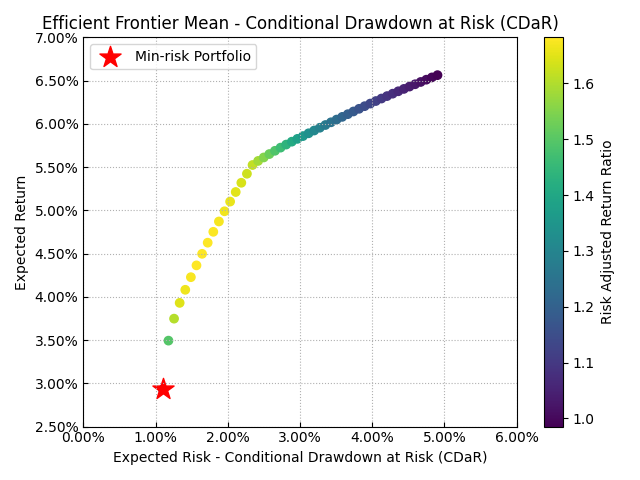 Efficient Frontier Mean - Conditional Drawdown at Risk (CDaR)
Min-risk Portfolio
7.00%
6.50%
6.00%
5.50%
5.00%
4.50%
4.00%
3.50%
3.00%
2.50%
Expected Return
0.00% 1.00% 2.00% 3.00% 4.00% 5.00% 6.00%
Expected Risk - Conditional Drawdown at Risk (CDaR)
1.6
1.5
1.4
1.3
1.2
1.1
1.0
Risk Adjusted Return Ratio